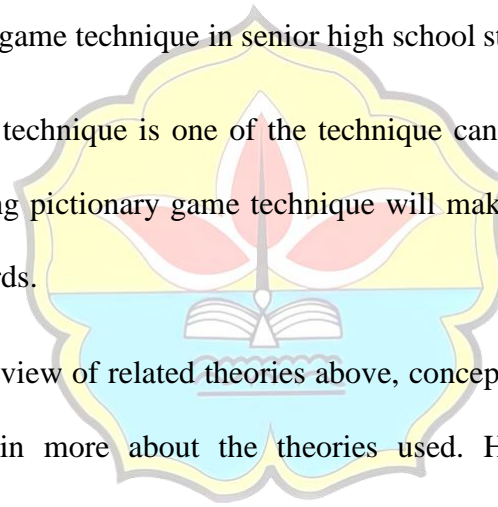 game technique in senior high school st
technique is one of the technique can
ng pictionary game technique will mak
rds.
view of related theories above, concep
in more about the theories used. H